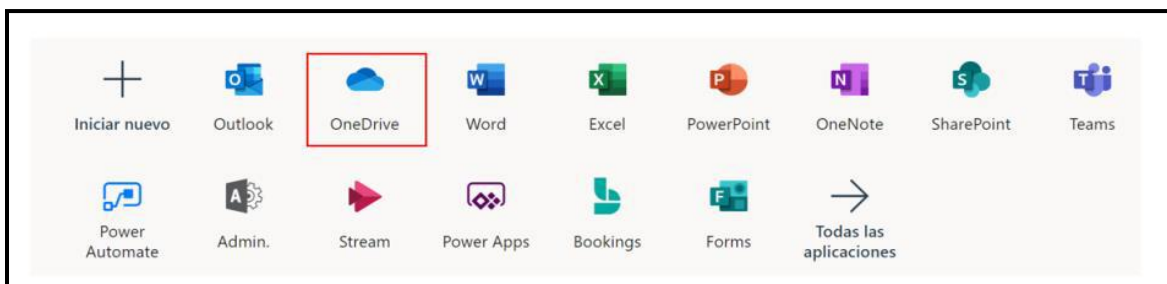 Iniciar nuevo Outlook OneDrive Word Excel PowerPoint OneNote SharePoint Teams
Power Automate Admin. Stream Power Apps Bookings Forms Todas las aplicaciones